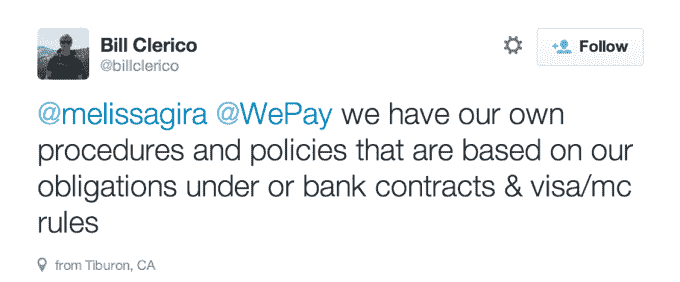 Bill Clerico
@billclerico
Follow
@melissagira @WePay we have our own
procedures and policies that are based on our
obligations under or bank contracts & visa/mc
rules
from Tiburon, CA